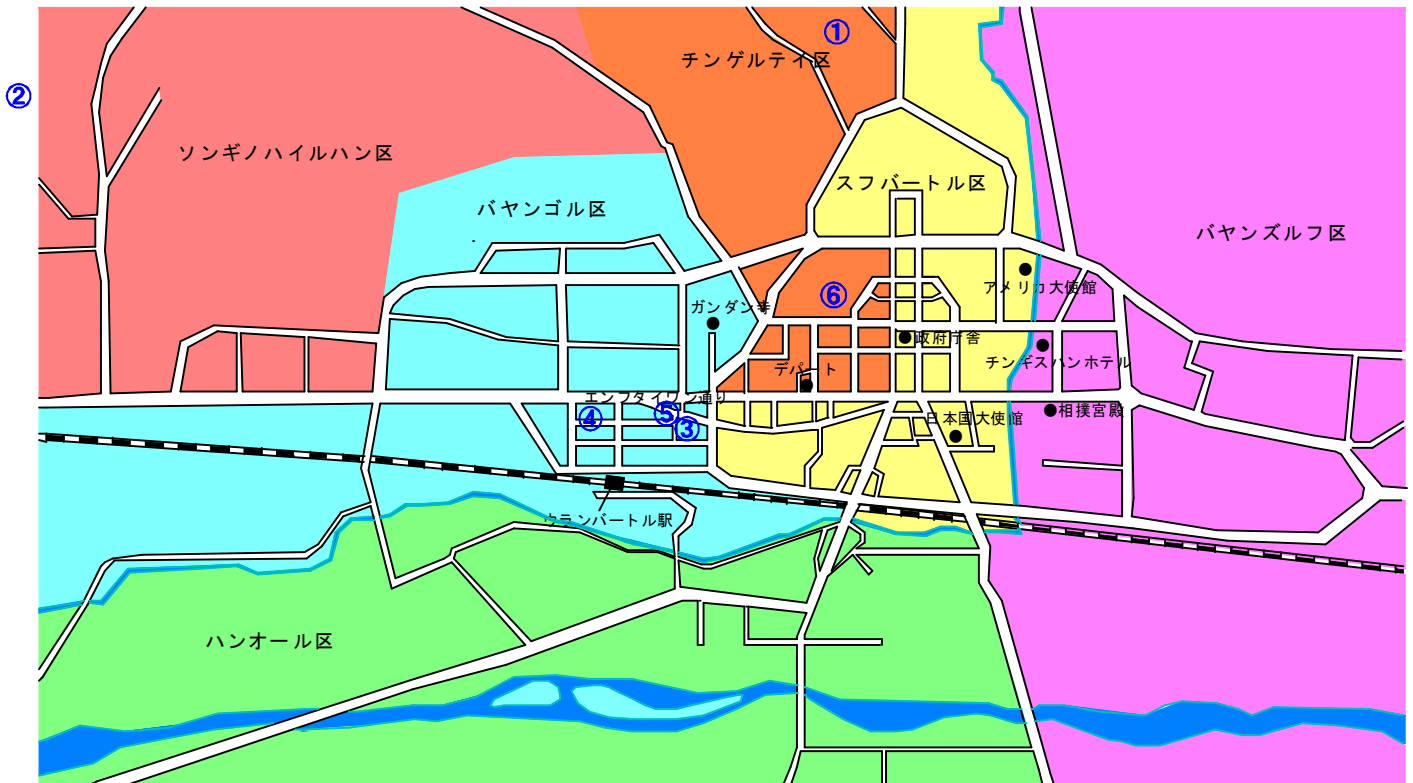 ①
チンゲルテイ区
②
ソンギノハイルハン区
スフバートル区
バヤンゴル区
バヤンズルフ区
アメリカ大使館
⑥
ガンダン寺
政府庁舎
チンギスハンホテル
デパート
エンフタイワン通り
④
⑤
③
日本国大使館
相撲宮殿
ウランバートル駅
ハンオール区